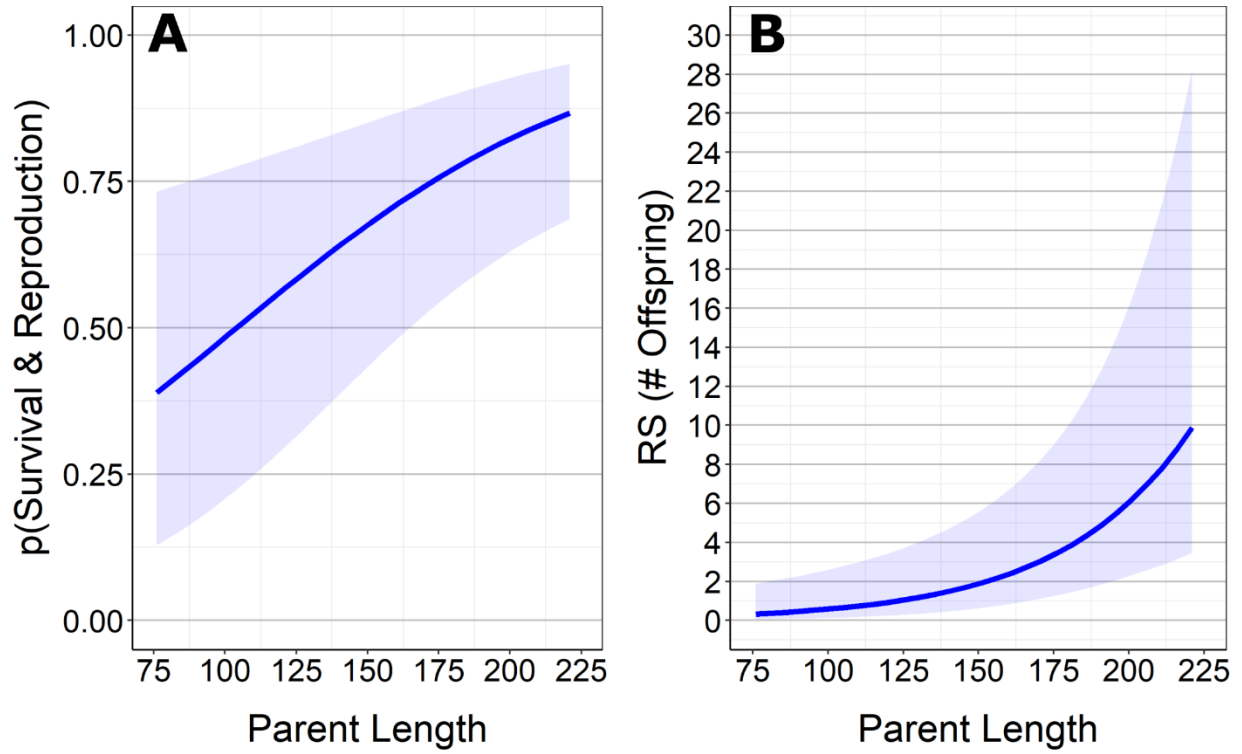 A
p(Survival & Reproduction)
1.00
0.75
0.50
0.25
0.00
75 100 125 150 175 200 225
Parent Length
B
RS (# Offspring)
30
28
26
24
22
20
18
16
14
12
10
8
6
4
2
0
75 100 125 150 175 200 225
Parent Length